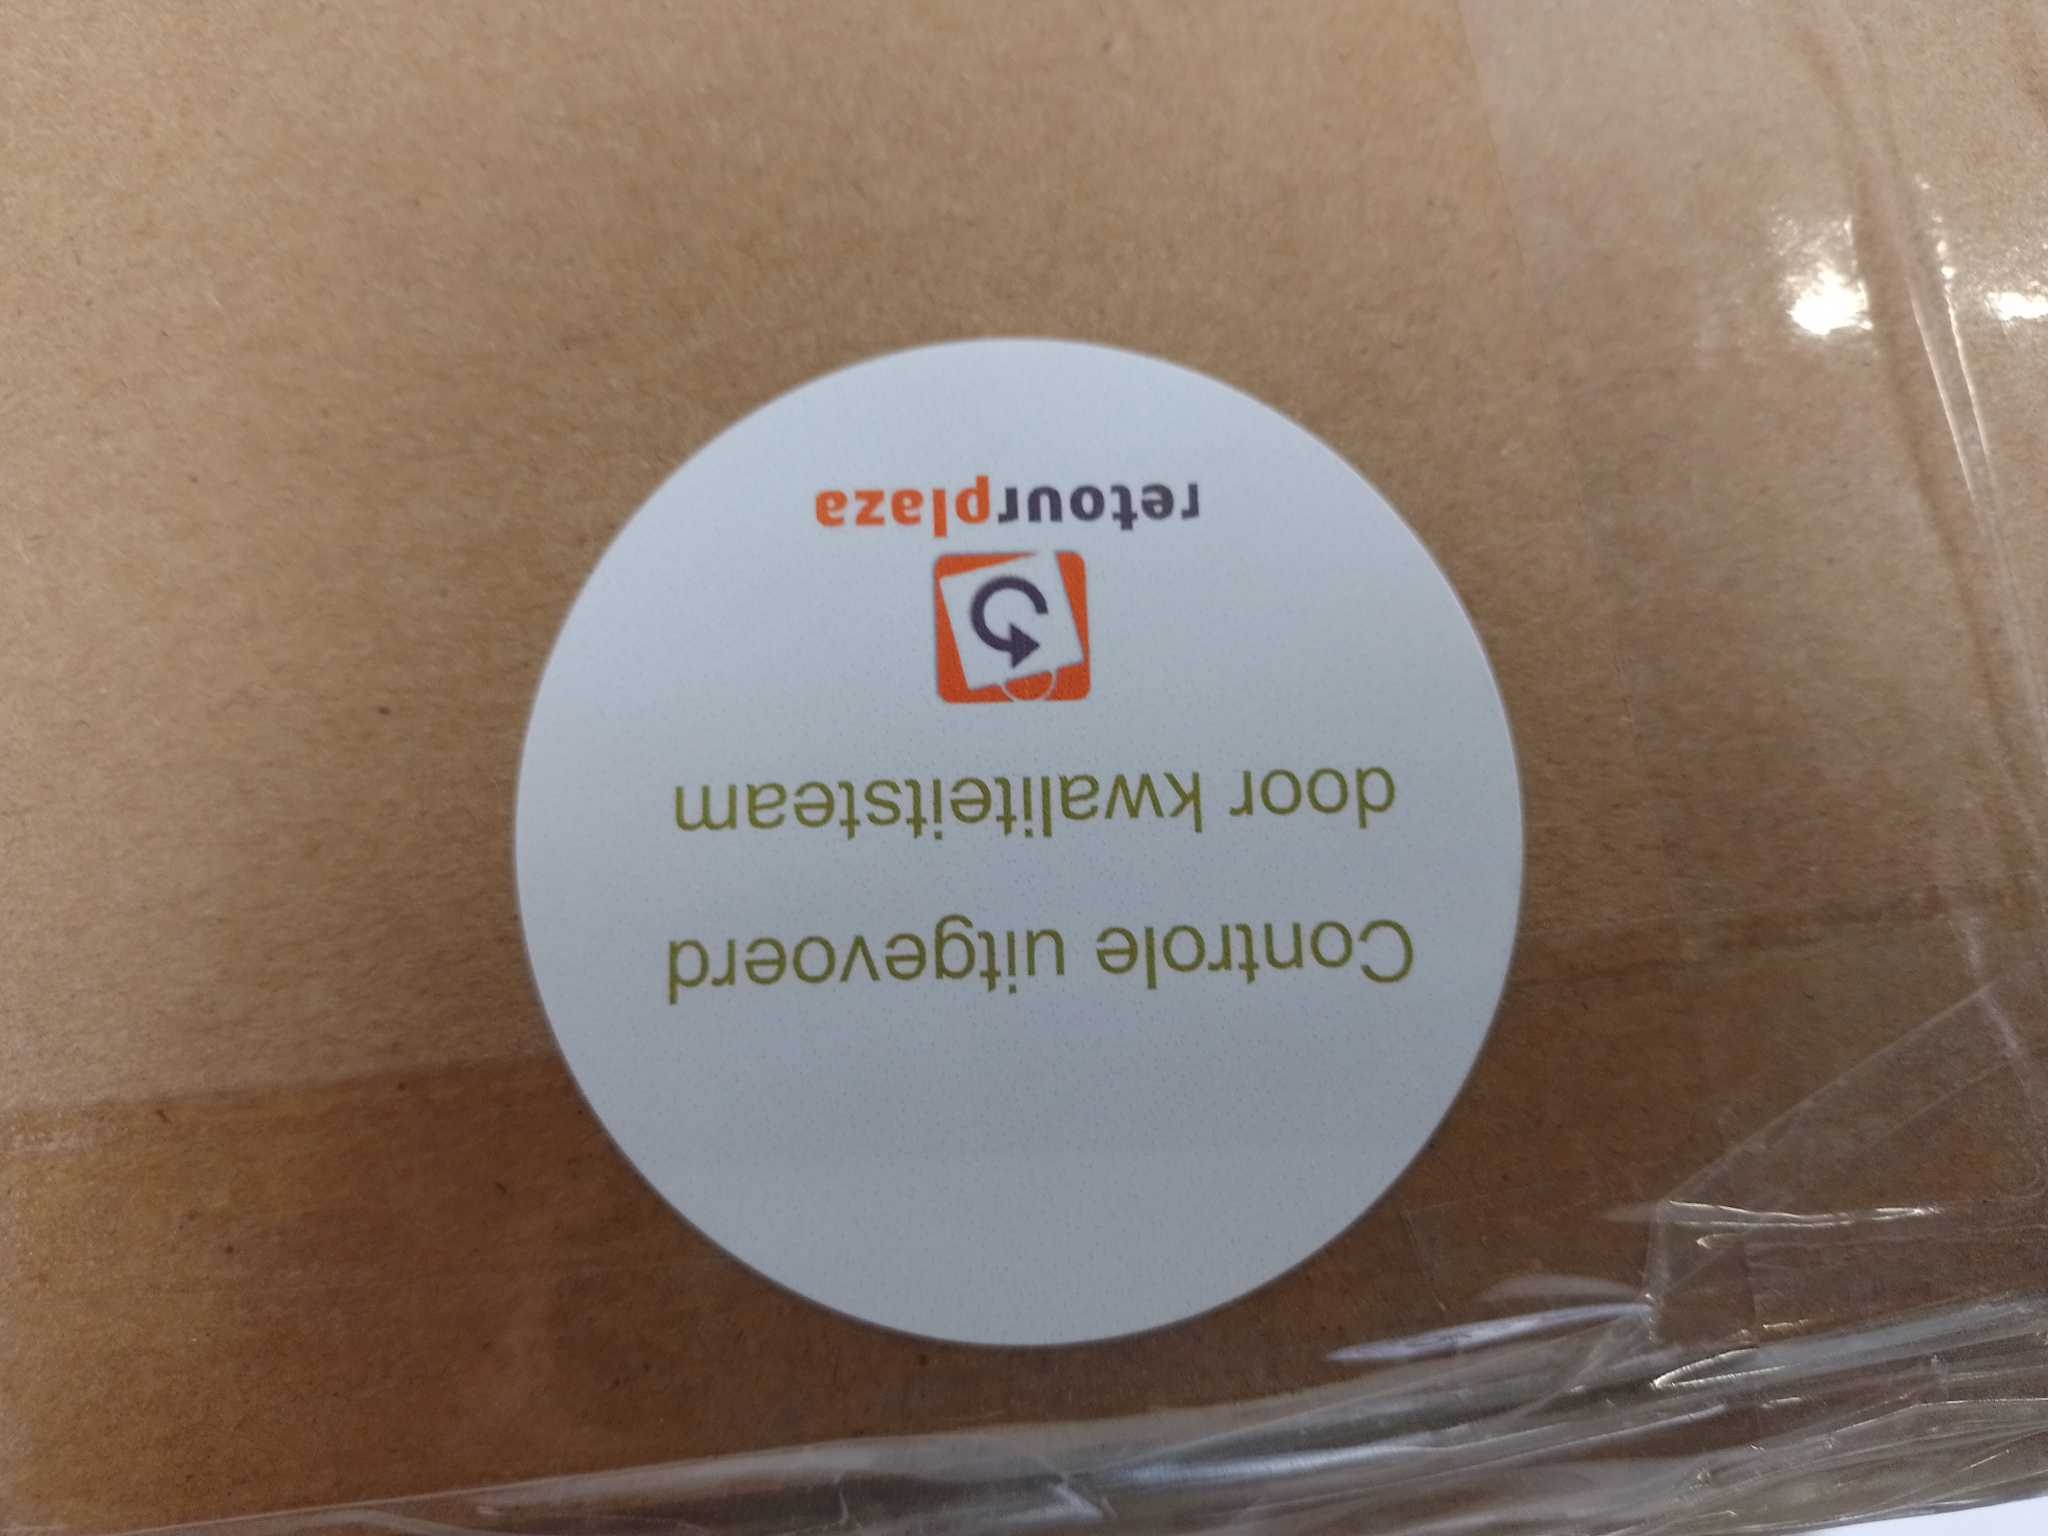 Controle uitgevoerd
door kwaliteitsteam
retourplaza